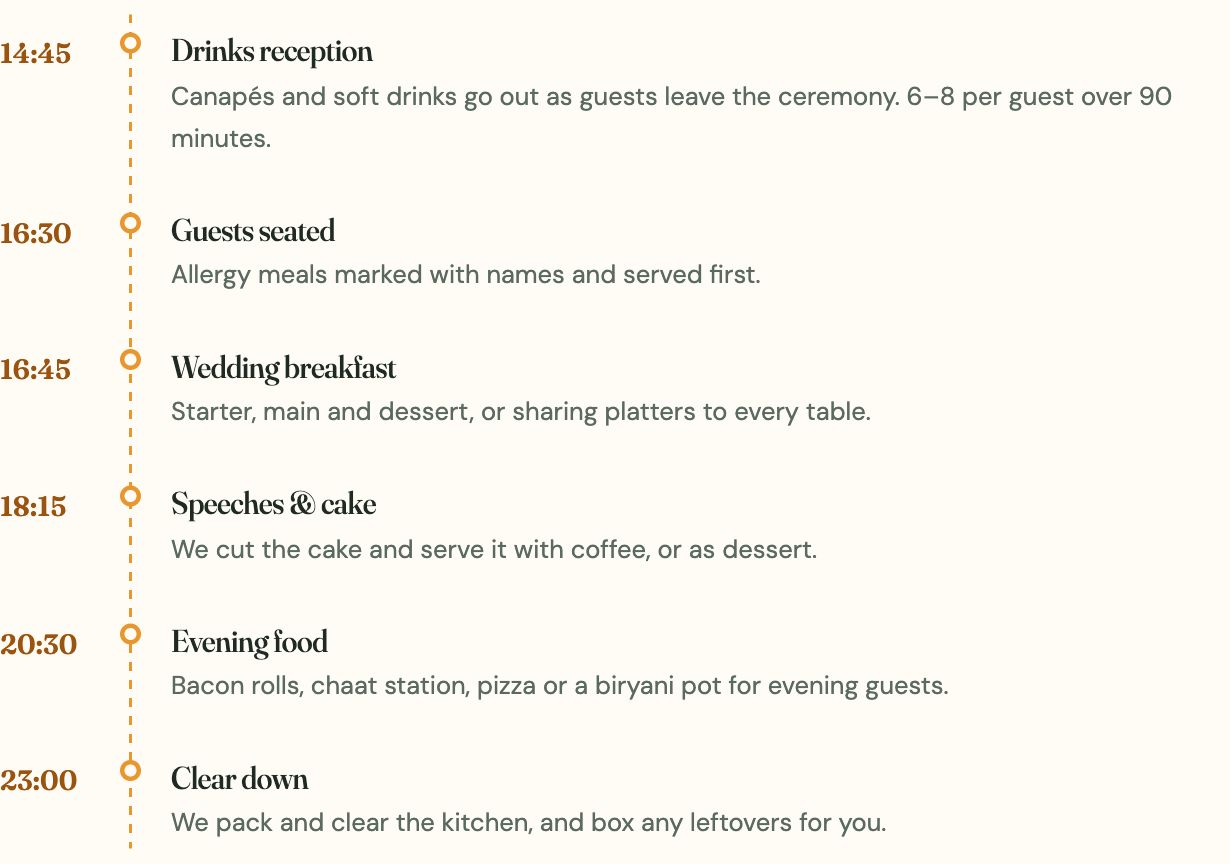 14:45
Drinks reception
Canapés and soft drinks go out as guests leave the ceremony. 6–8 per guest over 90
minutes.
16:30
Guests seated
Allergy meals marked with names and served first.
16:45
Wedding breakfast
Starter, main and dessert, or sharing platters to every table.
18:15
Speeches & cake
We cut the cake and serve it with coffee, or as dessert.
20:30
Evening food
Bacon rolls, chaat station, pizza or a biryani pot for evening guests.
23:00
Clear down
We pack and clear the kitchen, and box any leftovers for you.